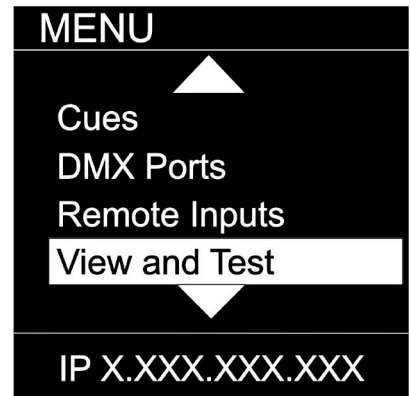 MENU
Cues
DMX Ports
Remote Inputs
View and Test
IP X.XXX.XXX.XXX